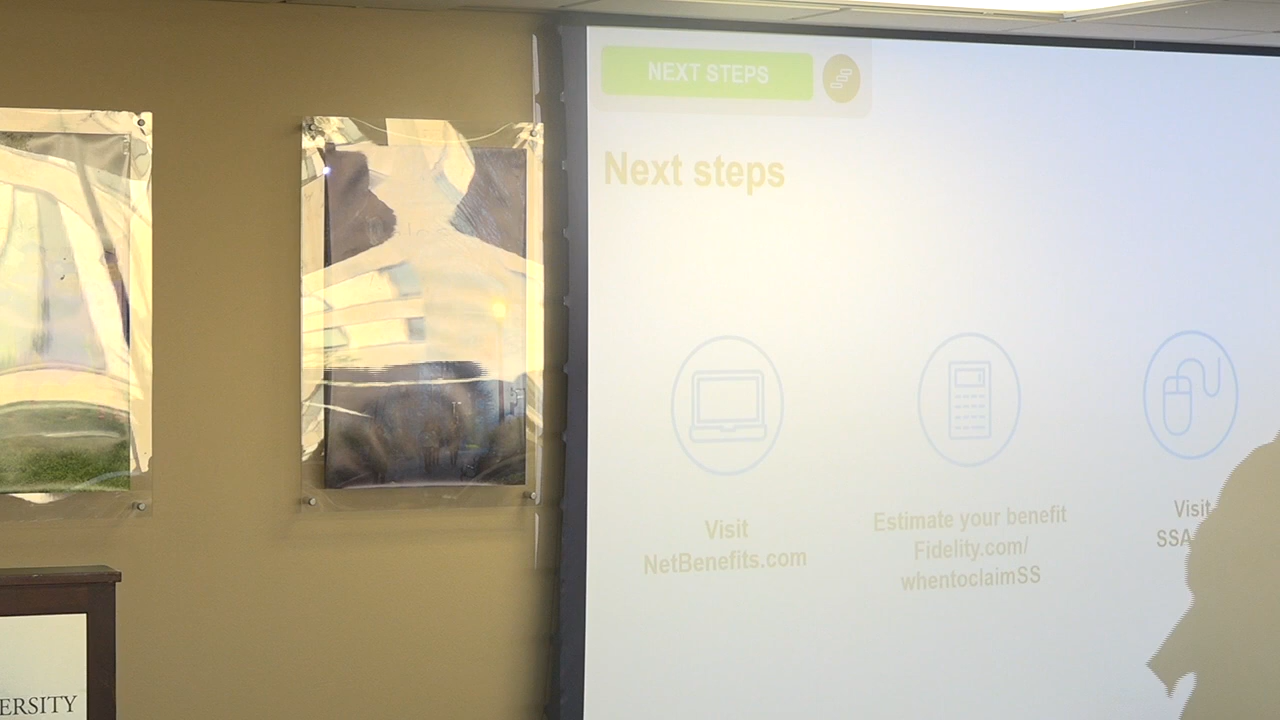 NEXT STEPS
Next steps
Visit
NetBenefits.com
Estimate your benefit
Fidelity.com/
whentoclaimSS
Visit
SSA
ERSITY